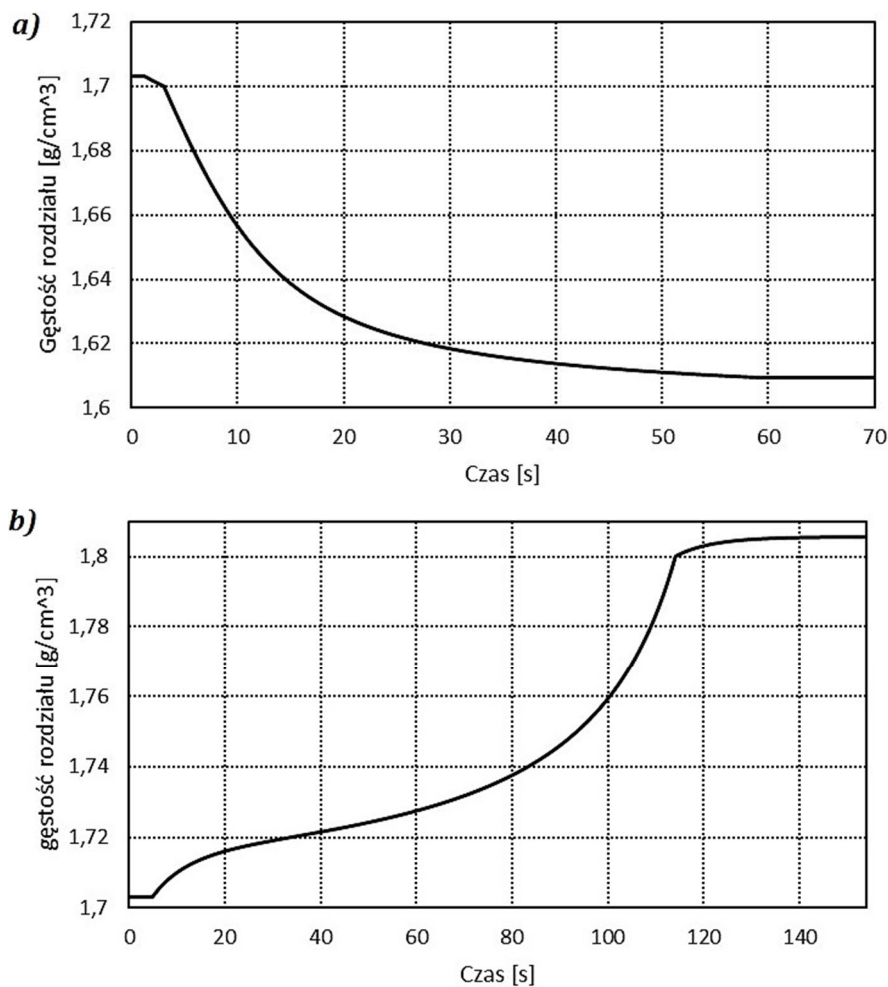 a)
Gęstość rozdziału [g/cm^3]
1,72
1,7
1,68
1,66
1,64
1,62
1,6
0 10 20 30 40 50 60 70
Czas [s]
b)
gęstość rozdziału [g/cm^3]
1,8
1,78
1,76
1,74
1,72
1,7
0 20 40 60 80 100 120 140
Czas [s]